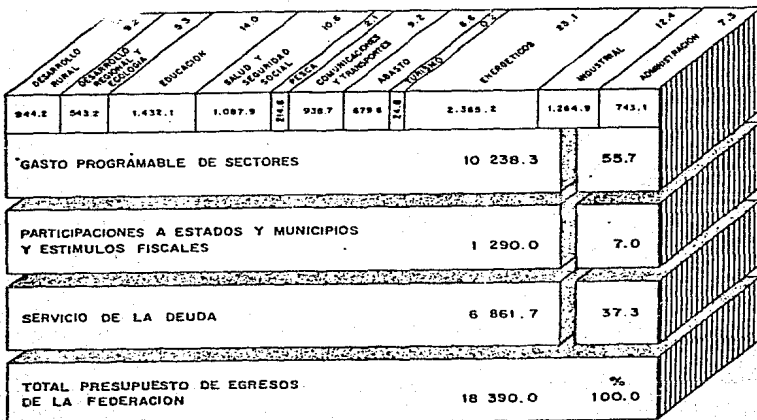 9.2 5.3 14.0 10.6 2.1 9.2 6.6 0.2 23.1 12.4 7.3
DESARROLLO
RURAL
DESARROLLO
REGIONAL Y
ECOLOGIA
EDUCACION
SALUD Y
SEGURIDAD
SOCIAL
PESCA
COMUNICACIONES
Y TRANSPORTES
ABASTO
TURISMO
ENERGETICOS
INDUSTRIAL
ADMINISTRACION
944.2 543.2 1.432.1 1.087.9 214.6 938.7 679.6 24.8 2.365.2 1.264.9 743.1
GASTO PROGRAMABLE DE SECTORES 10 238.3 55.7
PARTICIPACIONES A ESTADOS Y MUNICIPIOS
Y ESTIMULOS FISCALES 1 290.0 7.0
SERVICIO DE LA DEUDA 6 861.7 37.3
TOTAL PRESUPUESTO DE EGRESOS
DE LA FEDERACION 18 390.0 % 100.0